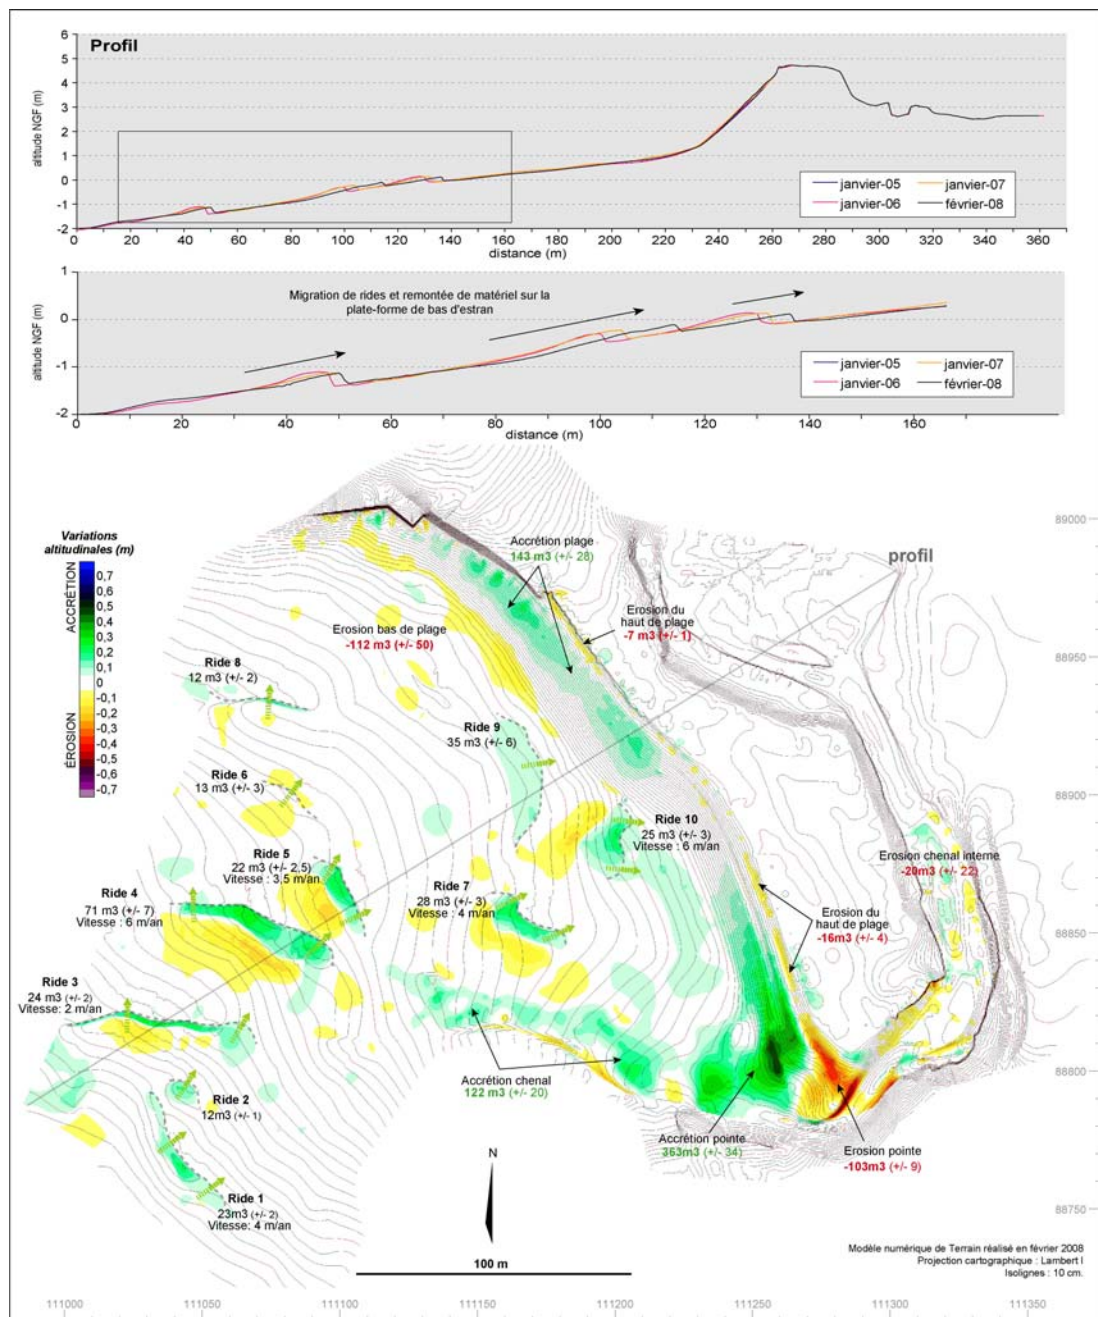 Profil
altitude NGF (m)
6
5
4
3
2
1
0
-1
-2
0 20 40 60 80 100 120 140 160 180 200 220 240 260 280 300 320 340 360
distance (m)
janvier-05 janvier-07
janvier-06 février-08
altitude NGF (m)
1
0
-1
-2
Migration de rides et remontée de matériel sur la
plate-forme de bas d'estran
janvier-05 janvier-07
janvier-06 février-08
0 20 40 60 80 100 120 140 160
distance (m)
Variations
altitudinales (m)
ACCRÉTION
ÉROSION
0,7
0,6
0,5
0,4
0,3
0,2
0,1
0
-0,1
-0,2
-0,3
-0,4
-0,5
-0,6
-0,7
89000
88950
88900
88850
88800
88750
profil
Accrétion plage
143 m3 (+/- 28)
Erosion du
haut de plage
-7 m3 (+/- 1)
Erosion bas de plage
-112 m3 (+/- 50)
Ride 8
12 m3 (+/- 2)
Ride 9
35 m3 (+/- 6)
Ride 6
13 m3 (+/- 3)
Ride 10
25 m3 (+/- 3)
Vitesse : 6 m/an
Ride 5
22 m3 (+/- 2,5)
Vitesse : 3,5 m/an
Erosion chenal interne
-20m3 (+/- 22)
Ride 7
28 m3 (+/- 3)
Vitesse : 4 m/an
Ride 4
71 m3 (+/- 7)
Vitesse : 6 m/an
Erosion du
haut de plage
-16m3 (+/- 4)
Ride 3
24 m3 (+/- 2)
Vitesse: 2 m/an
Accrétion chenal
122 m3 (+/- 20)
Ride 2
12m3 (+/- 1)
Accrétion pointe
363m3 (+/- 34)
Erosion pointe
-103m3 (+/- 9)
Ride 1
23m3 (+/- 2)
Vitesse: 4 m/an
N
100 m
Modèle numérique de Terrain réalisé en février 2008
Projection cartographique : Lambert I
Isolignes : 10 cm.
111000 111050 111100 111150 111200 111250 111300 111350